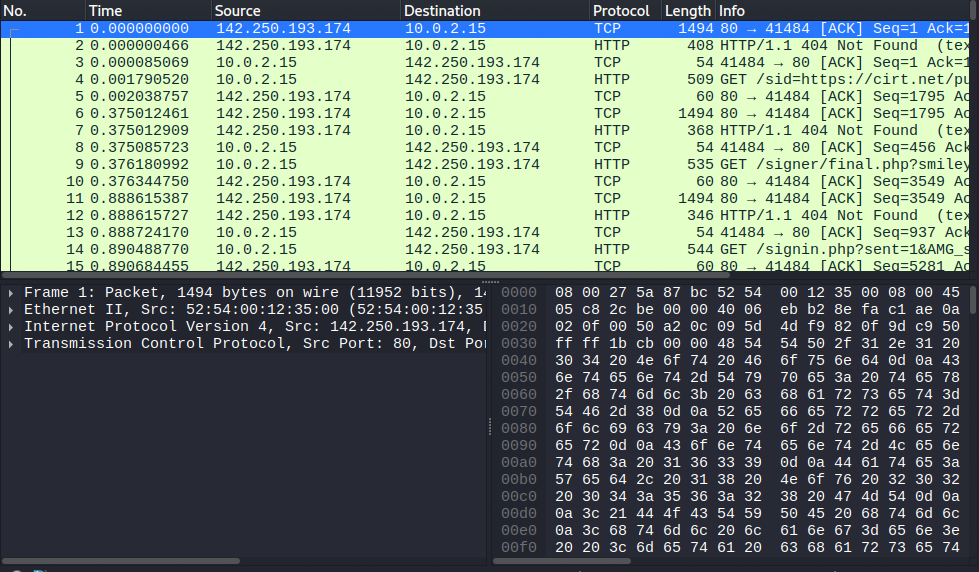 No. Time Source Destination Protocol Length Info
1 0.000000000 142.250.193.174 10.0.2.15 TCP 1494 80 → 41484 [ACK] Seq=1 Ack=1
2 0.000000466 142.250.193.174 10.0.2.15 HTTP 408 HTTP/1.1 404 Not Found (tex
3 0.000085069 10.0.2.15 142.250.193.174 TCP 54 41484 → 80 [ACK] Seq=1 Ack=1
4 0.001790520 10.0.2.15 142.250.193.174 HTTP 509 GET /sid=https://cirt.net/pu
5 0.002038757 142.250.193.174 10.0.2.15 TCP 60 80 → 41484 [ACK] Seq=1795 Ac
6 0.375012461 142.250.193.174 10.0.2.15 TCP 1494 80 → 41484 [ACK] Seq=1795 Ac
7 0.375012909 142.250.193.174 10.0.2.15 HTTP 368 HTTP/1.1 404 Not Found (tex
8 0.375085723 10.0.2.15 142.250.193.174 TCP 54 41484 → 80 [ACK] Seq=456 Ack
9 0.376180992 10.0.2.15 142.250.193.174 HTTP 535 GET /signer/final.php?smiley
10 0.376344750 142.250.193.174 10.0.2.15 TCP 60 80 → 41484 [ACK] Seq=3549 Ac
11 0.888615387 142.250.193.174 10.0.2.15 TCP 1494 80 → 41484 [ACK] Seq=3549 Ac
12 0.888615727 142.250.193.174 10.0.2.15 HTTP 346 HTTP/1.1 404 Not Found (tex
13 0.888724170 10.0.2.15 142.250.193.174 TCP 54 41484 → 80 [ACK] Seq=937 Ack
14 0.890488770 10.0.2.15 142.250.193.174 HTTP 544 GET /signin.php?sent=1&AMG_s
15 0.890684455 142.250.193.174 10.0.2.15 TCP 60 80 → 41484 [ACK] Seq=5281 Ac
Frame 1: Packet, 1494 bytes on wire (11952 bits), 14
Ethernet II, Src: 52:54:00:12:35:00 (52:54:00:12:35
Internet Protocol Version 4, Src: 142.250.193.174, D
Transmission Control Protocol, Src Port: 80, Dst Por
0000 08 00 27 5a 87 bc 52 54 00 12 35 00 08 00 45
0010 05 c8 2c be 00 00 40 06 eb b2 8e fa c1 ae 0a
0020 02 0f 00 50 a2 0c 09 5d 4d f9 82 0f 9d c9 50
0030 ff ff 1b cb 00 00 48 54 54 50 2f 31 2e 31 20
0040 30 34 20 4e 6f 74 20 46 6f 75 6e 64 0d 0a 43
0050 6e 74 65 6e 74 2d 54 79 70 65 3a 20 74 65 78
0060 2f 68 74 6d 6c 3b 20 63 68 61 72 73 65 74 3d
0070 54 46 2d 38 0d 0a 52 65 66 65 72 72 65 72 2d
0080 6f 6c 69 63 79 3a 20 6e 6f 2d 72 65 66 65 72
0090 65 72 0d 0a 43 6f 6e 74 65 6e 74 2d 4c 65 6e
00a0 74 68 3a 20 31 36 33 39 0d 0a 44 61 74 65 3a
00b0 57 65 64 2c 20 31 38 20 4e 6f 76 20 32 30 32
00c0 20 30 34 3a 35 36 3a 32 38 20 47 4d 54 0d 0a
00d0 0a 3c 21 44 4f 43 54 59 50 45 20 68 74 6d 6c
00e0 0a 3c 68 74 6d 6c 20 6c 61 6e 67 3d 65 6e 3e
00f0 20 20 3c 6d 65 74 61 20 63 68 61 72 73 65 74